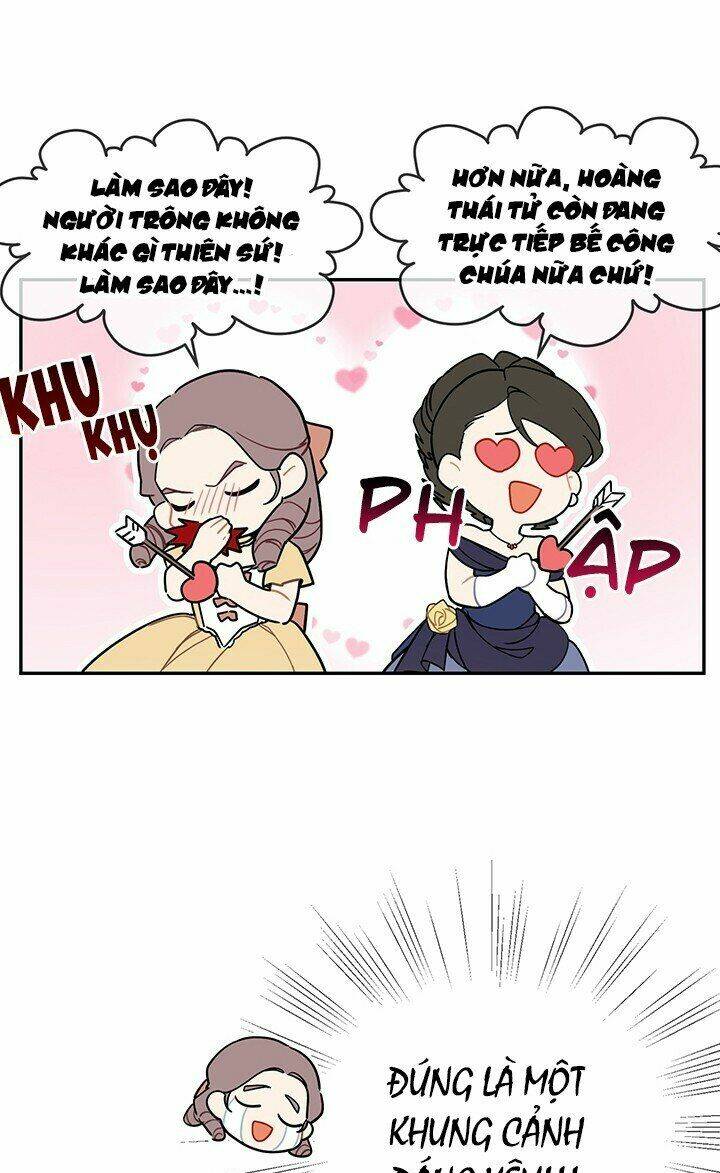 LÀM SAO ĐÂY!
NGƯỜI TRÔNG KHÔNG
KHÁC GÌ THIÊN SỨ!
LÀM SAO ĐÂY...!
HƠN NỮA, HOÀNG
THÁI TỬ CÒN ĐANG
TRỰC TIẾP BẾ CÔNG
CHÚA NỮA CHỨ!
KHU
KHỤ
PH
ẬP
ĐÚNG LÀ MỘT
KHUNG CẢNH